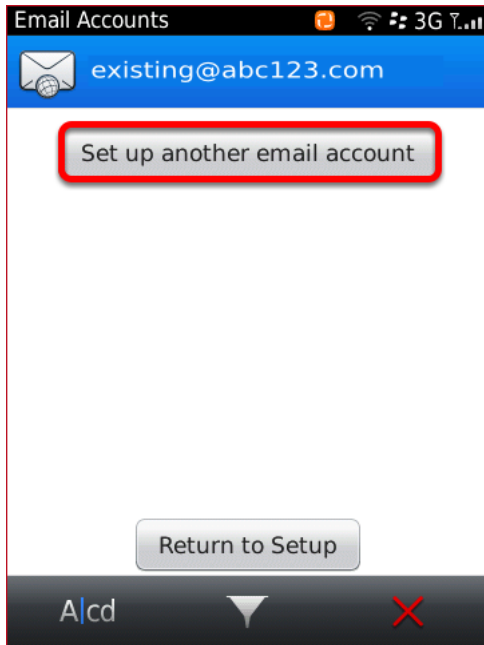 Email Accounts 3G
existing@abc123.com
Set up another email account
Return to Setup
A|cd